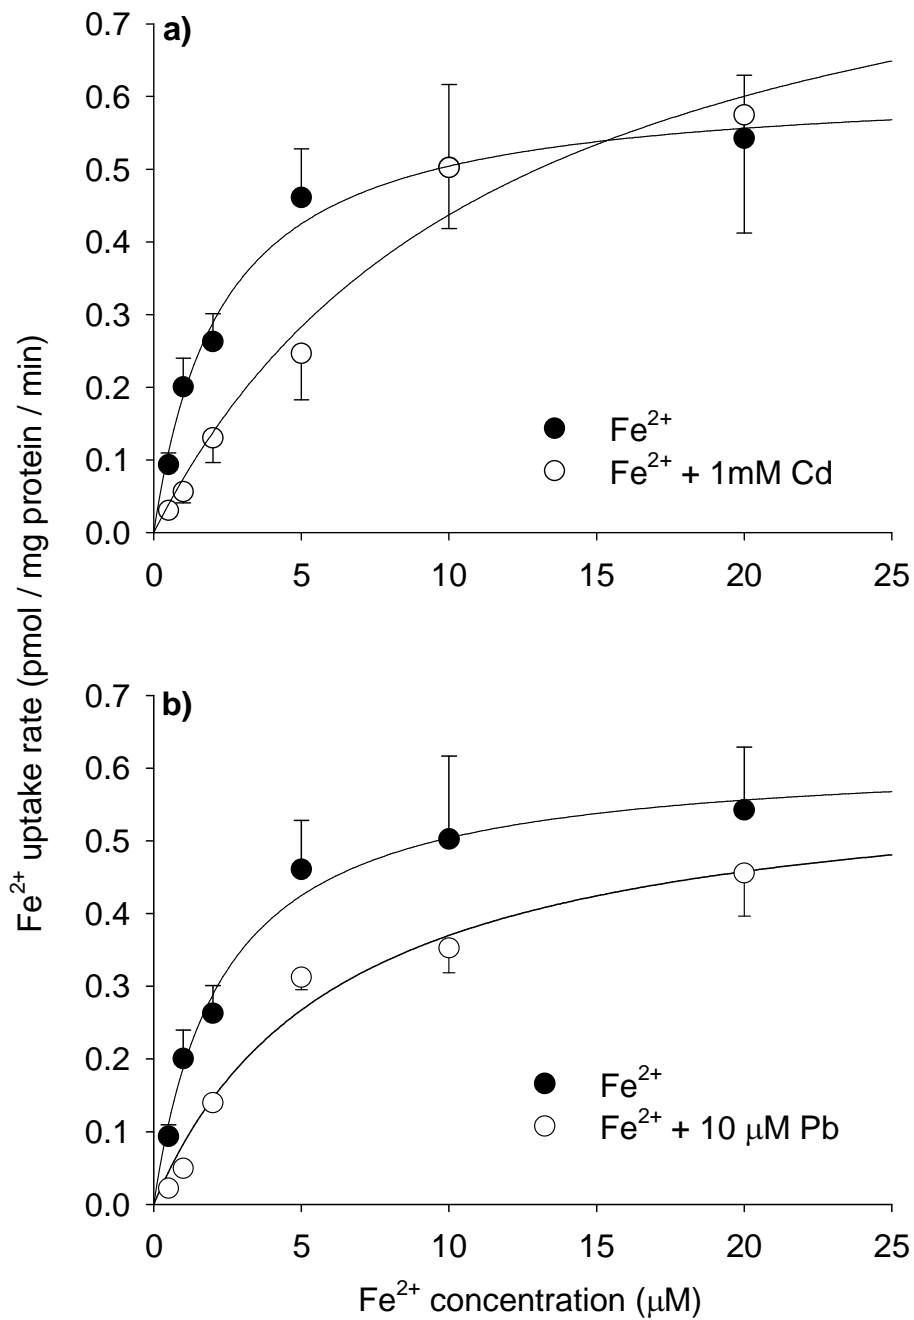 a)
0.7
0.6
0.5
0.4
0.3
0.2
0.1
0.0
0 5 10 15 20 25
Fe²⁺
Fe²⁺ + 1mM Cd
Fe²⁺ uptake rate (pmol / mg protein / min)
b)
0.7
0.6
0.5
0.4
0.3
0.2
0.1
0.0
0 5 10 15 20 25
Fe²⁺
Fe²⁺ + 10 μM Pb
Fe²⁺ concentration (μM)